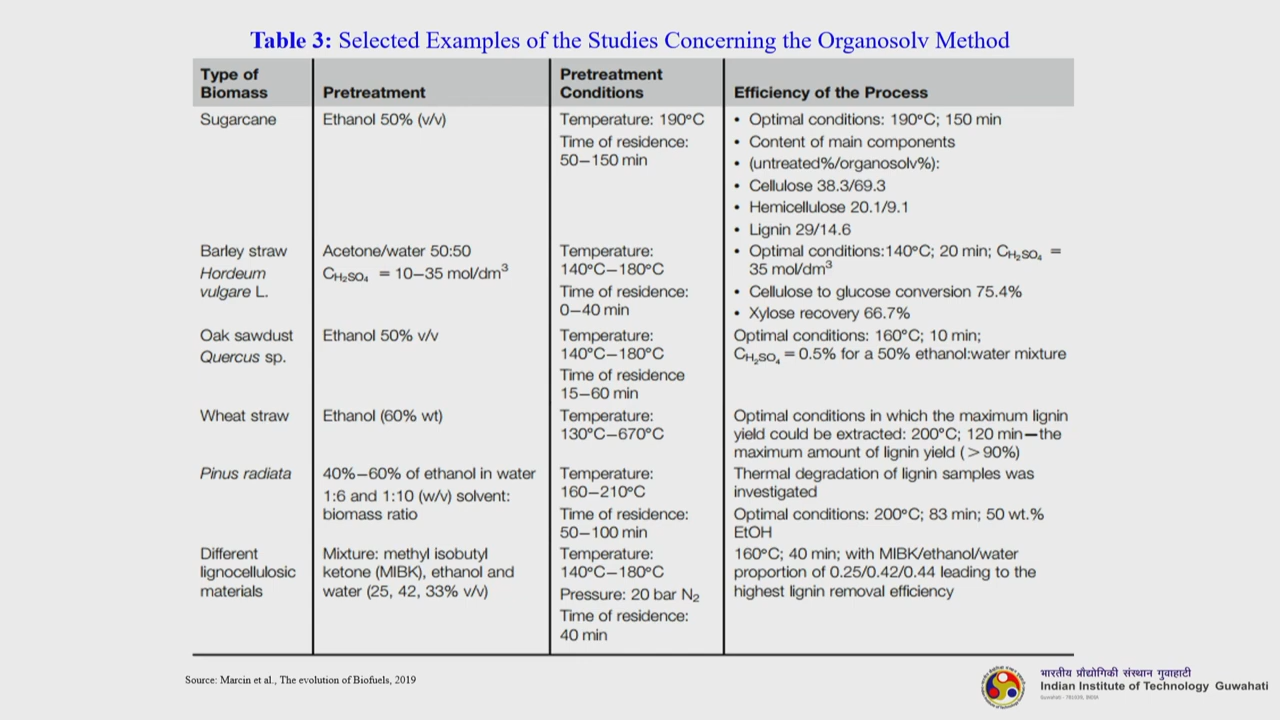 Table 3: Selected Examples of the Studies Concerning the Organosolv Method
Type of Biomass | Pretreatment | Pretreatment Conditions | Efficiency of the Process
Sugarcane
Ethanol 50% (v/v)
Temperature: 190°C
Time of residence:
50–150 min
• Optimal conditions: 190°C; 150 min
• Content of main components
• (untreated%/organosolv%):
• Cellulose 38.3/69.3
• Hemicellulose 20.1/9.1
• Lignin 29/14.6
Barley straw
Hordeum
vulgare L.
Acetone/water 50:50
CH₂SO₄ = 10–35 mol/dm³
Temperature:
140°C–180°C
Time of residence:
0–40 min
• Optimal conditions:140°C; 20 min; CH₂SO₄ =
35 mol/dm³
• Cellulose to glucose conversion 75.4%
• Xylose recovery 66.7%
Oak sawdust
Quercus sp.
Ethanol 50% v/v
Temperature:
140°C–180°C
Time of residence
15–60 min
Optimal conditions: 160°C; 10 min;
CH₂SO₄ = 0.5% for a 50% ethanol:water mixture
Wheat straw
Ethanol (60% wt)
Temperature:
130°C–670°C
Optimal conditions in which the maximum lignin
yield could be extracted: 200°C; 120 min—the
maximum amount of lignin yield (>90%)
Pinus radiata
40%–60% of ethanol in water
1:6 and 1:10 (w/v) solvent:
biomass ratio
Temperature:
160–210°C
Time of residence:
50–100 min
Thermal degradation of lignin samples was
investigated
Optimal conditions: 200°C; 83 min; 50 wt.%
EtOH
Different
lignocellulosic
materials
Mixture: methyl isobutyl
ketone (MIBK), ethanol and
water (25, 42, 33% v/v)
Temperature:
140°C–180°C
Pressure: 20 bar N₂
Time of residence:
40 min
160°C; 40 min; with MIBK/ethanol/water
proportion of 0.25/0.42/0.44 leading to the
highest lignin removal efficiency
Source: Marcin et al., The evolution of Biofuels, 2019
भारतीय प्रौद्योगिकी संस्थान गुवाहाटी
Indian Institute of Technology Guwahati